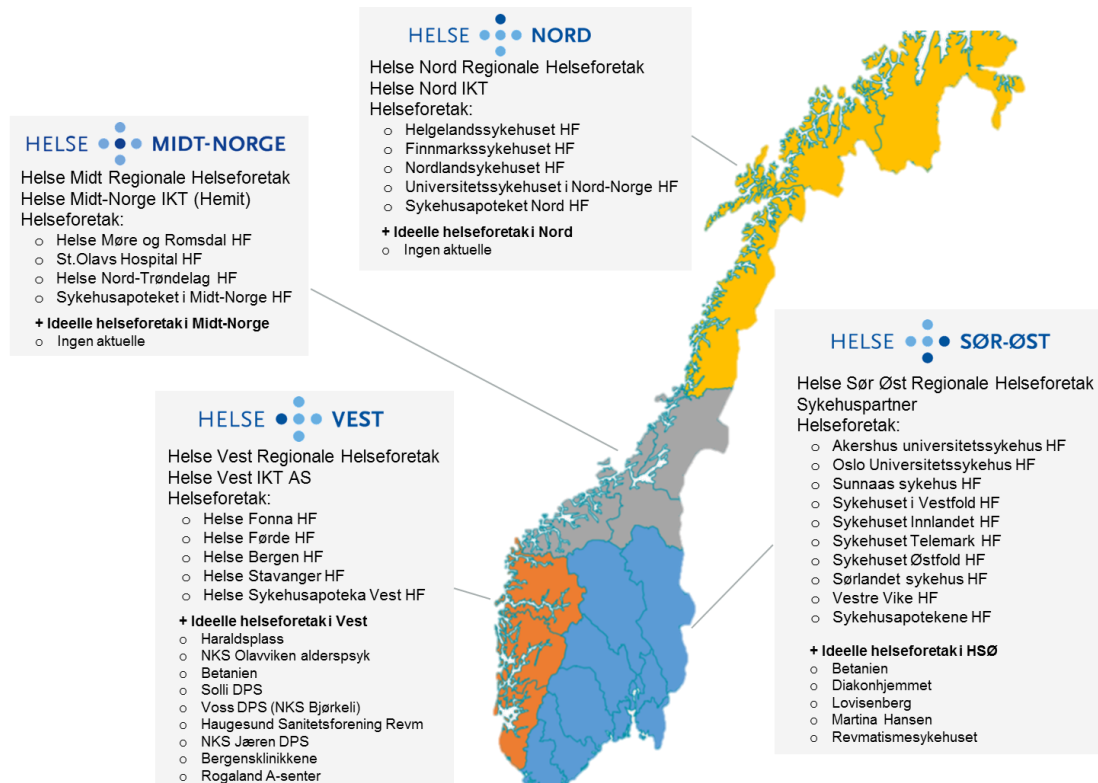 HELSE NORD
Helse Nord Regionale Helseforetak
Helse Nord IKT
Helseforetak:
o Helgelandssykehuset HF
o Finnmarkssykehuset HF
o Nordlandsykehuset HF
o Universitetssykehuset i Nord-Norge HF
o Sykehusapoteket Nord HF
+ Ideelle helseforetak i Nord
o Ingen aktuelle
HELSE MIDT-NORGE
Helse Midt Regionale Helseforetak
Helse Midt-Norge IKT (Hemit)
Helseforetak:
o Helse Møre og Romsdal HF
o St.Olavs Hospital HF
o Helse Nord-Trøndelag HF
o Sykehusapoteket i Midt-Norge HF
+ Ideelle helseforetak i Midt-Norge
o Ingen aktuelle
HELSE VEST
Helse Vest Regionale Helseforetak
Helse Vest IKT AS
Helseforetak:
o Helse Fonna HF
o Helse Førde HF
o Helse Bergen HF
o Helse Stavanger HF
o Helse Sykehusapoteka Vest HF
+ Ideelle helseforetak i Vest
o Haraldsplass
o NKS Olavviken alderspsyk
o Betanien
o Solli DPS
o Voss DPS (NKS Bjørkeli)
o Haugesund Sanitetsforening Revm
o NKS Jæren DPS
o Bergensklinikkene
o Rogaland A-senter
HELSE SØR-ØST
Helse Sør Øst Regionale Helseforetak
Sykehuspartner
Helseforetak:
o Akershus universitetssykehus HF
o Oslo Universitetssykehus HF
o Sunnaas sykehus HF
o Sykehuset i Vestfold HF
o Sykehuset Innlandet HF
o Sykehuset Telemark HF
o Sykehuset Østfold HF
o Sørlandet sykehus HF
o Vestre Vike HF
o Sykehusapotekene HF
+ Ideelle helseforetak i HSØ
o Betanien
o Diakonhjemmet
o Lovisenberg
o Martina Hansen
o Revmatismesykehuset